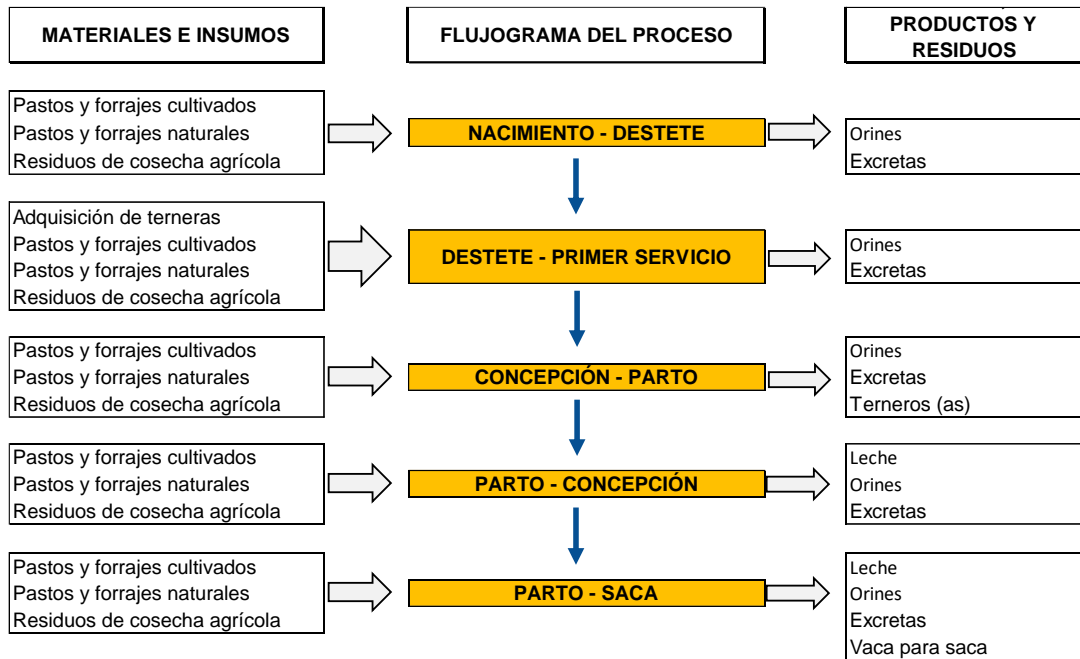 MATERIALES E INSUMOS
FLUJOGRAMA DEL PROCESO
PRODUCTOS Y
RESIDUOS
Pastos y forrajes cultivados
Pastos y forrajes naturales
Residuos de cosecha agrícola
NACIMIENTO - DESTETE
Orines
Excretas
Adquisición de terneras
Pastos y forrajes cultivados
Pastos y forrajes naturales
Residuos de cosecha agrícola
DESTETE - PRIMER SERVICIO
Orines
Excretas
Pastos y forrajes cultivados
Pastos y forrajes naturales
Residuos de cosecha agrícola
CONCEPCIÓN - PARTO
Orines
Excretas
Terneros (as)
Pastos y forrajes cultivados
Pastos y forrajes naturales
Residuos de cosecha agrícola
PARTO - CONCEPCIÓN
Leche
Orines
Excretas
Pastos y forrajes cultivados
Pastos y forrajes naturales
Residuos de cosecha agrícola
PARTO - SACA
Leche
Orines
Excretas
Vaca para saca